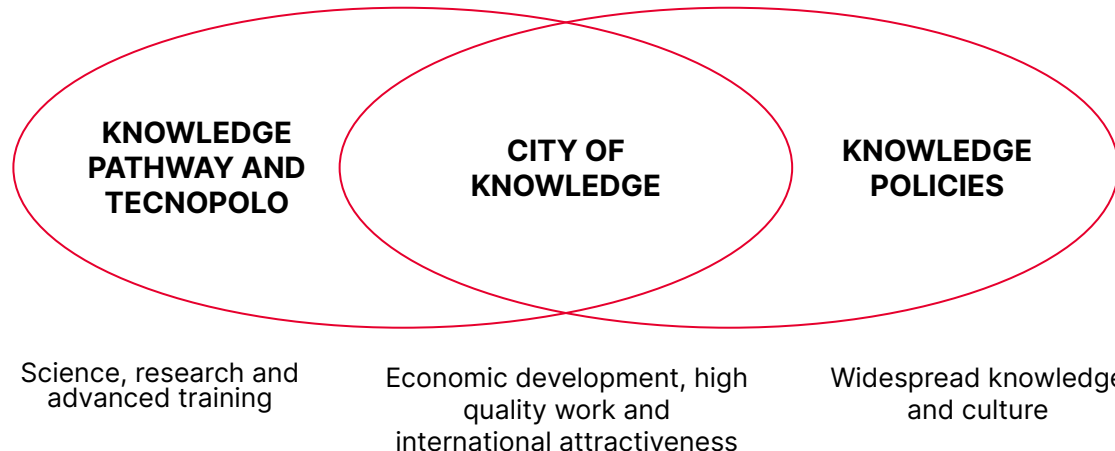 KNOWLEDGE
PATHWAY AND
TECNOPOLO
CITY OF
KNOWLEDGE
KNOWLEDGE
POLICIES
Science, research and
advanced training
Economic development, high
quality work and
international attractiveness
Widespread knowledge
and culture